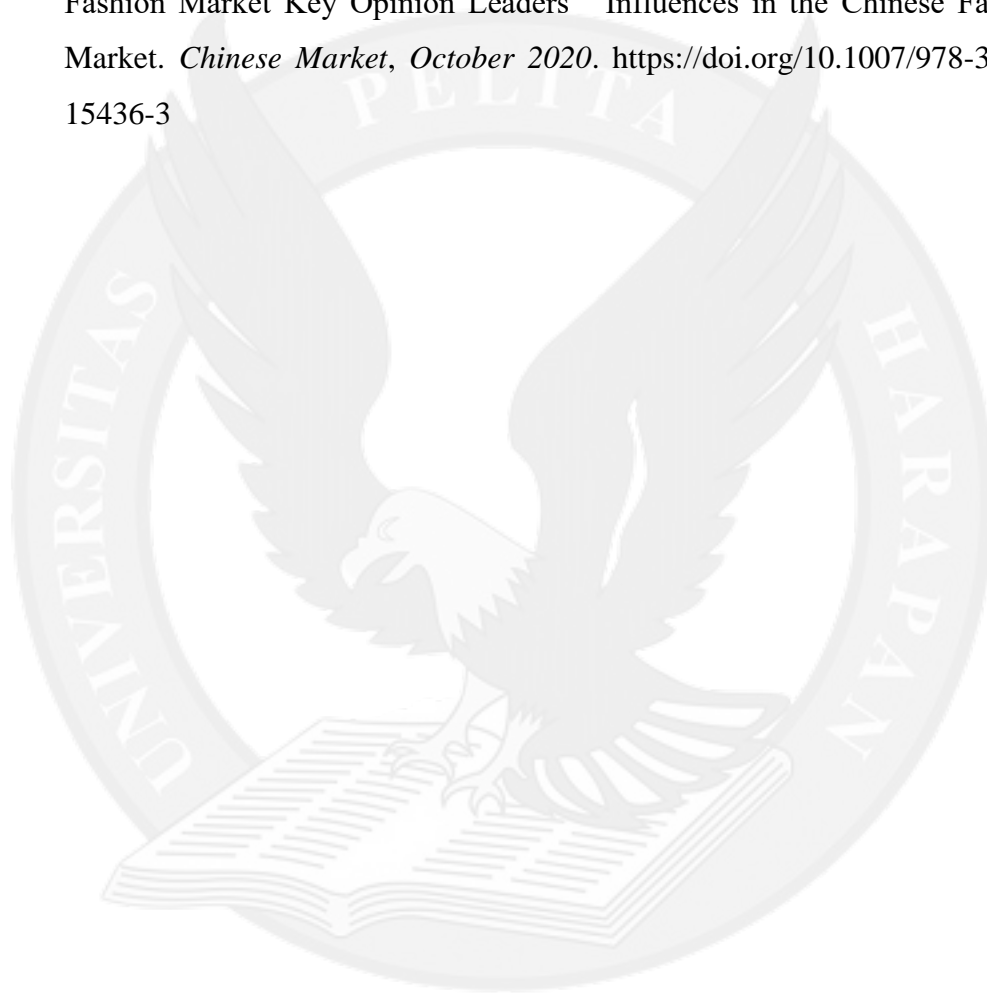 Fashion Market Key Opinion Leaders ' Influences in the Chinese Fa
Market. Chinese Market, October 2020. https://doi.org/10.1007/978-3
15436-3
PELITA
UNIVERSITAS
HARAPAN